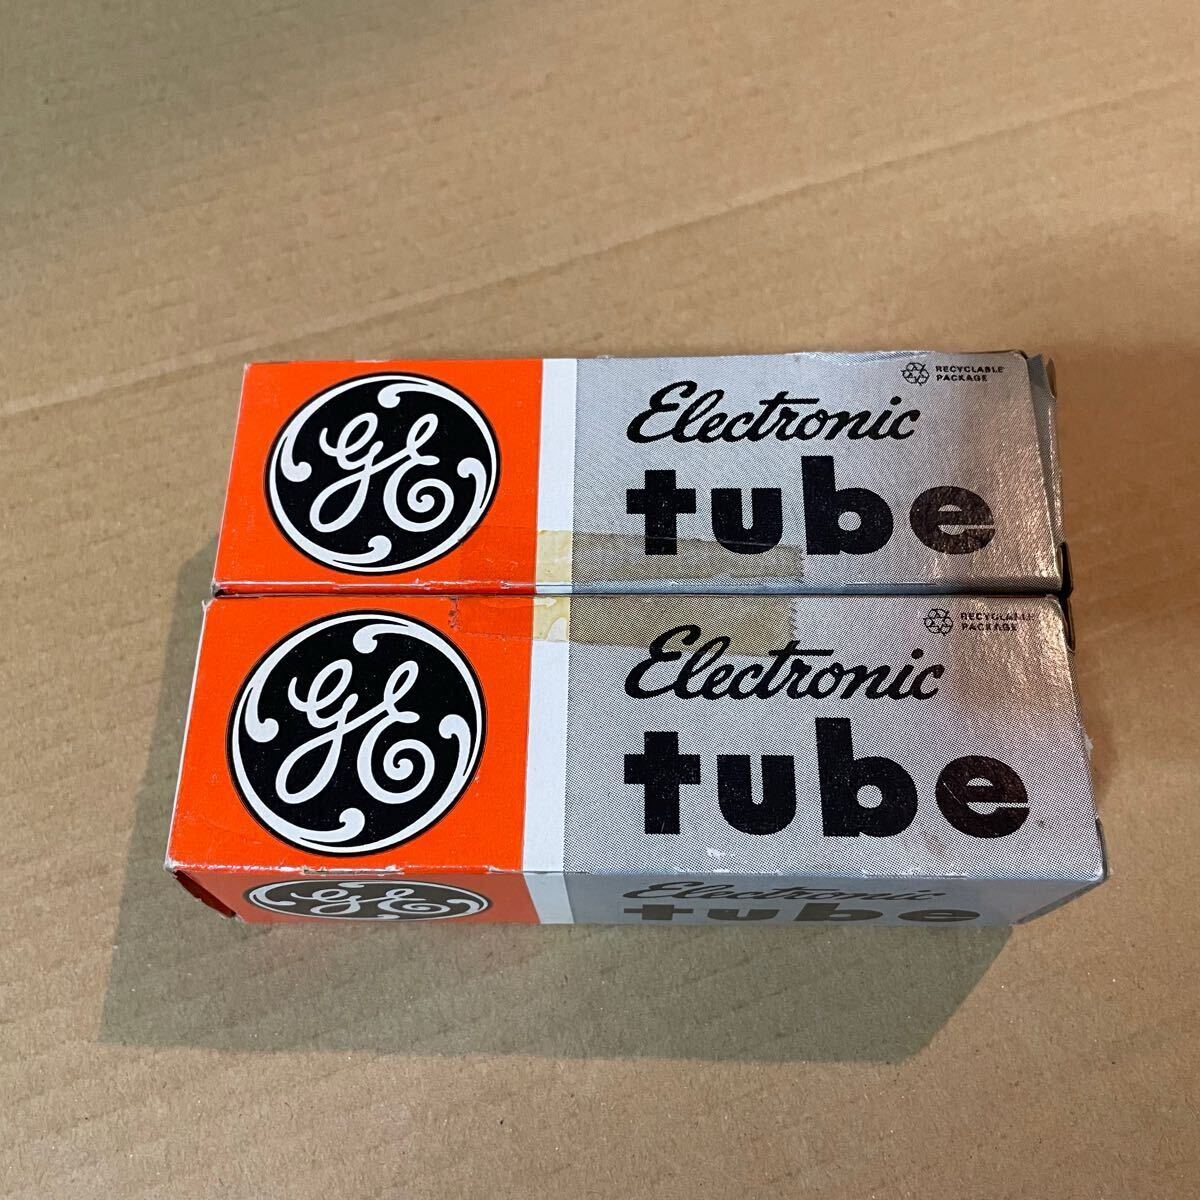 GE
Electronic
tube
RECYCLABLE
PACKAGE
GE
Electronic
tube
RECYCLABLE
PACKAGE
GE
Electronic
tube